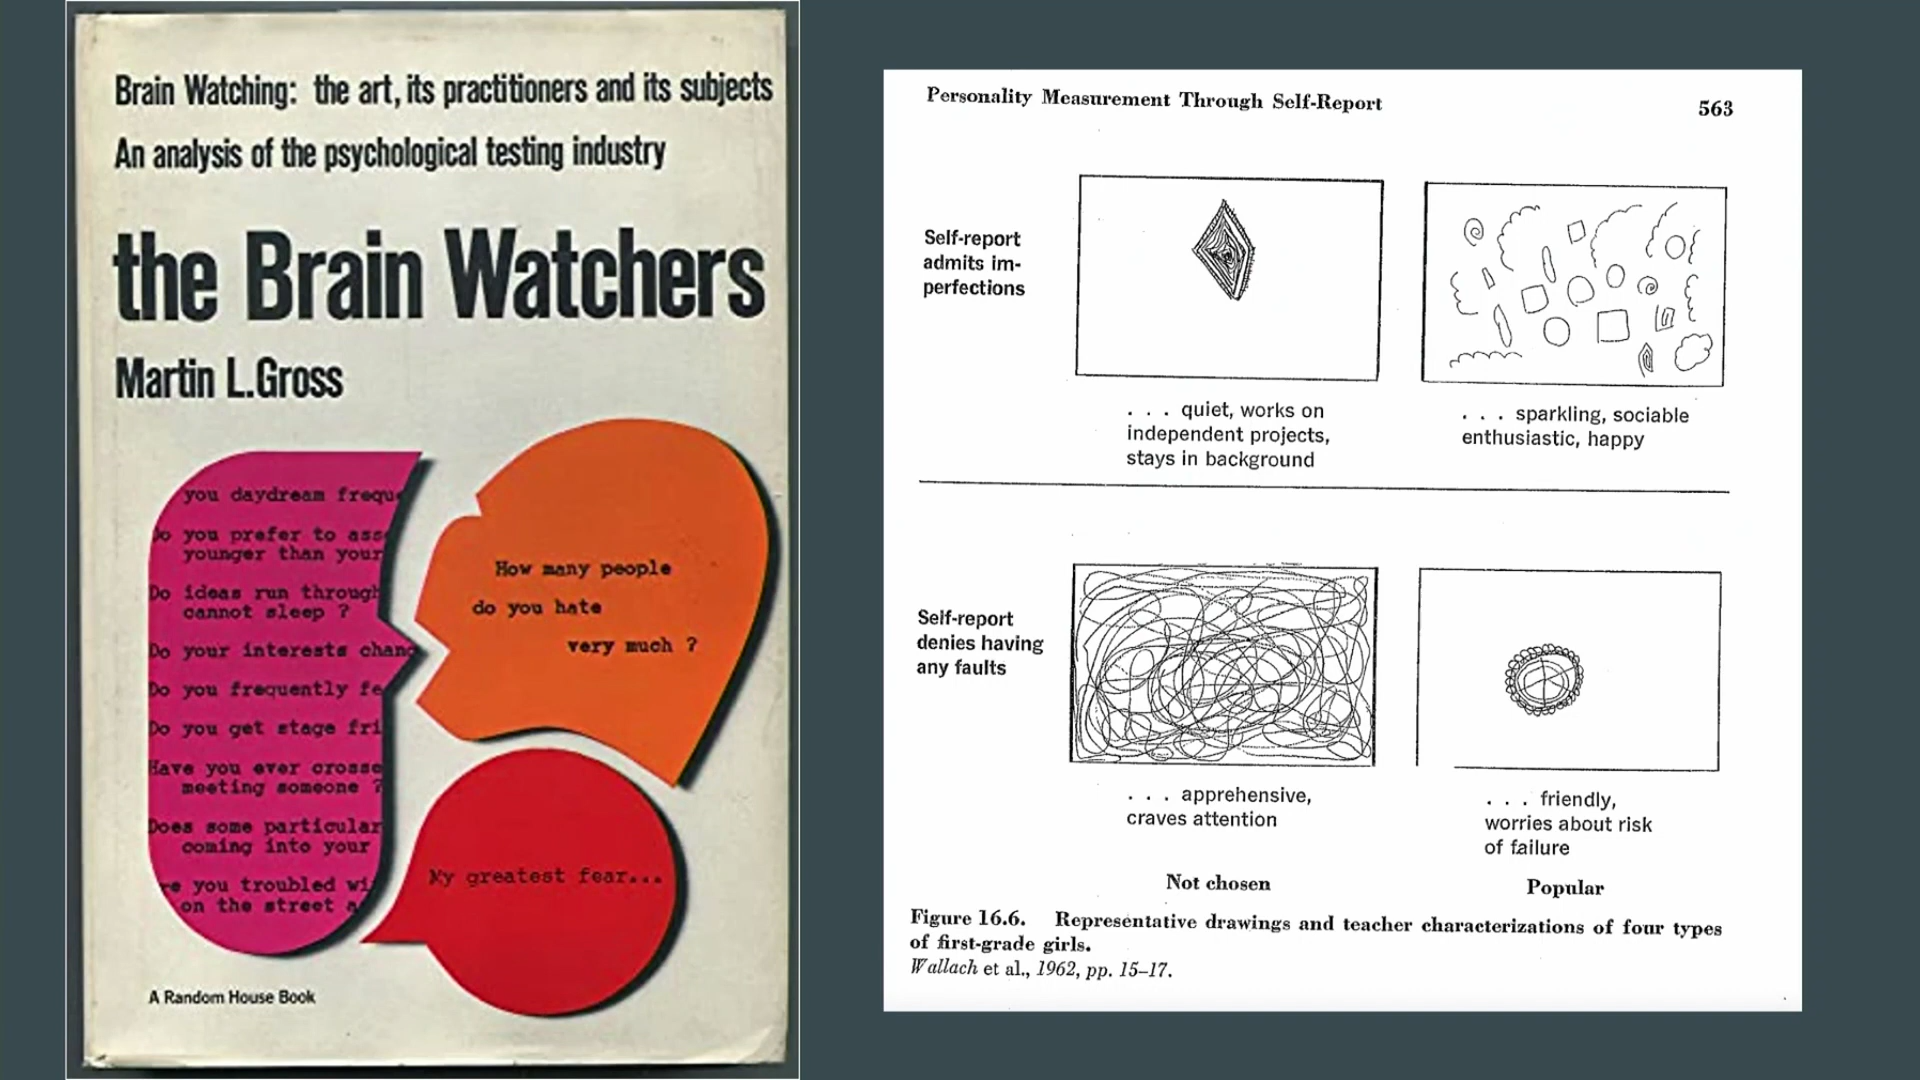 Brain Watching: the art, its practitioners and its subjects
An analysis of the psychological testing industry
the Brain Watchers
Martin L.Gross
you daydream frequ
Do you prefer to ass
younger than your
Do ideas run through
cannot sleep ?
Do your interests chang
Do you frequently fe
Do you get stage fri
Have you ever crosse
meeting someone ?
Does some particular
coming into your
re you troubled wi
on the street a
How many people
do you hate
very much ?
My greatest fear...
A Random House Book
Personality Measurement Through Self-Report
563
Self-report
admits im-
perfections
. . . quiet, works on
independent projects,
stays in background
. . . sparkling, sociable
enthusiastic, happy
Self-report
denies having
any faults
. . . apprehensive,
craves attention
. . . friendly,
worries about risk
of failure
Not chosen
Popular
Figure 16.6. Representative drawings and teacher characterizations of four types
of first-grade girls.
Wallach et al., 1962, pp. 15–17.